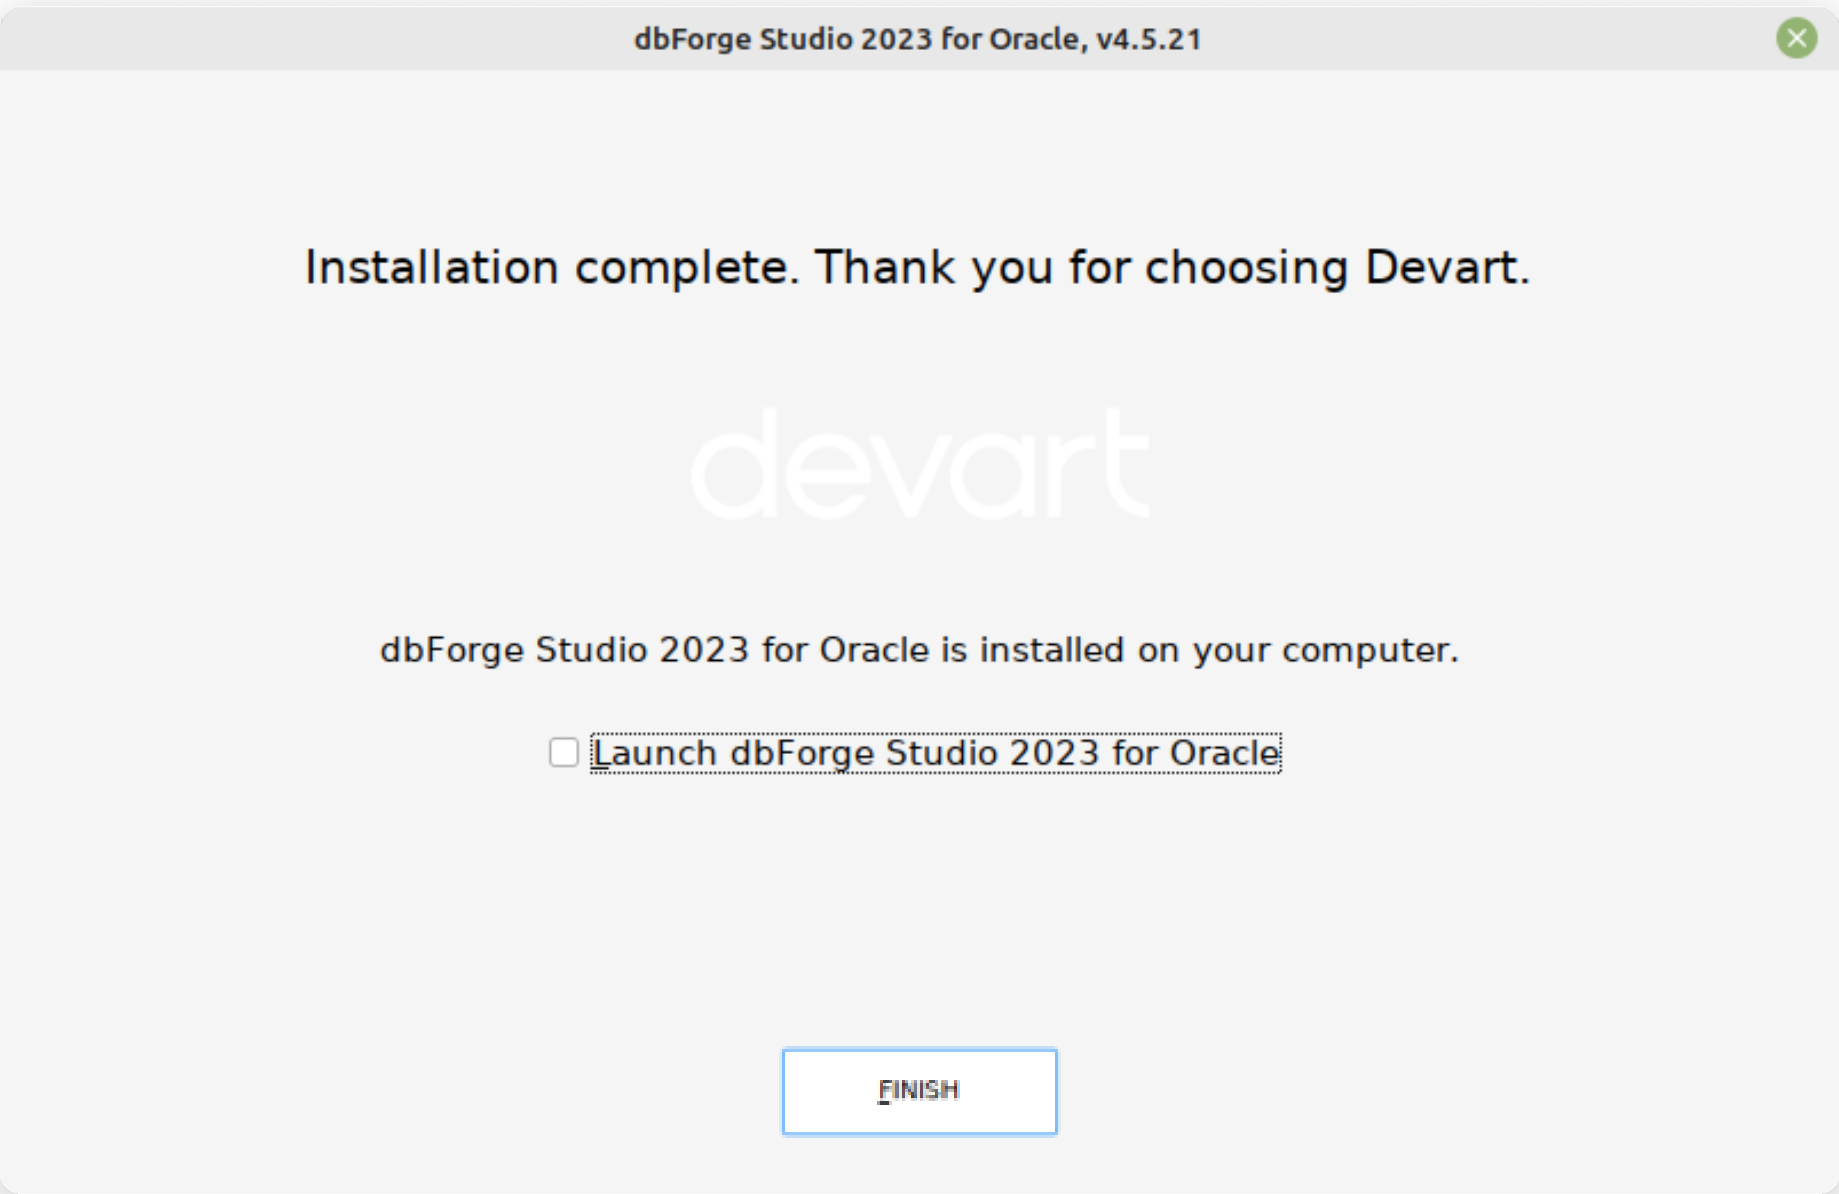 dbForge Studio 2023 for Oracle, v4.5.21
Installation complete. Thank you for choosing Devart.
devart
dbForge Studio 2023 for Oracle is installed on your computer.
Launch dbForge Studio 2023 for Oracle
FINISH